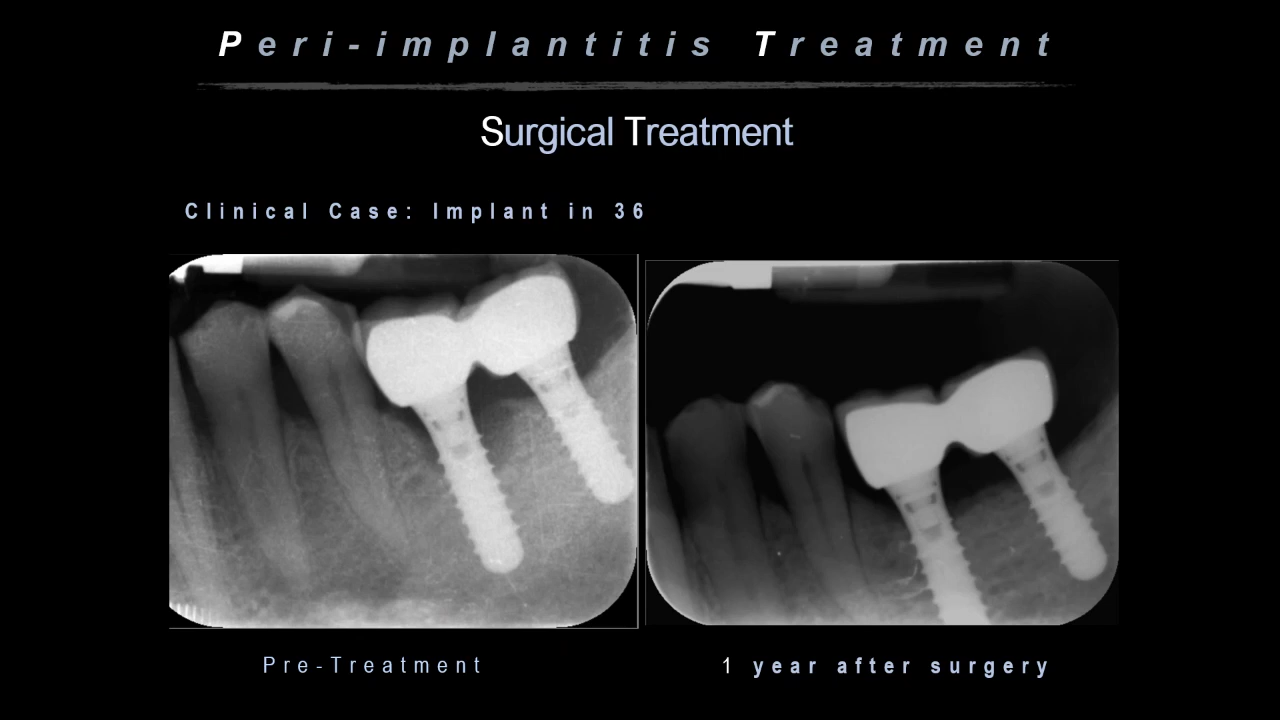 Peri-implantitis Treatment
Surgical Treatment
Clinical Case: Implant in 36
Pre-Treatment
1 year after surgery